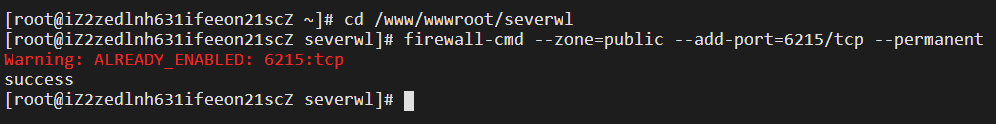 [root@iZ2zedlnh631ifeeon21scZ ~]# cd /www/wwwroot/severwl
[root@iZ2zedlnh631ifeeon21scZ severwl]# firewall-cmd --zone=public --add-port=6215/tcp --permanent
Warning: ALREADY_ENABLED: 6215:tcp
success
[root@iZ2zedlnh631ifeeon21scZ severwl]#